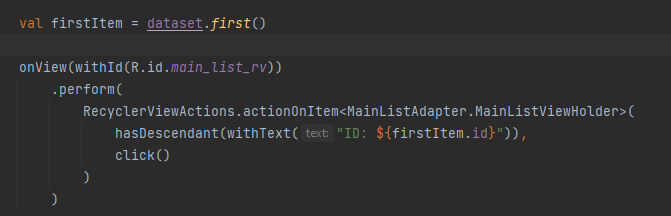 val firstItem = dataset.first()
onView(withId(R.id.main_list_rv))
.perform(
RecyclerViewActions.actionOnItem<MainListAdapter.MainListViewHolder>(
hasDescendant(withText( text: "ID: ${firstItem.id}")),
click()
)
)